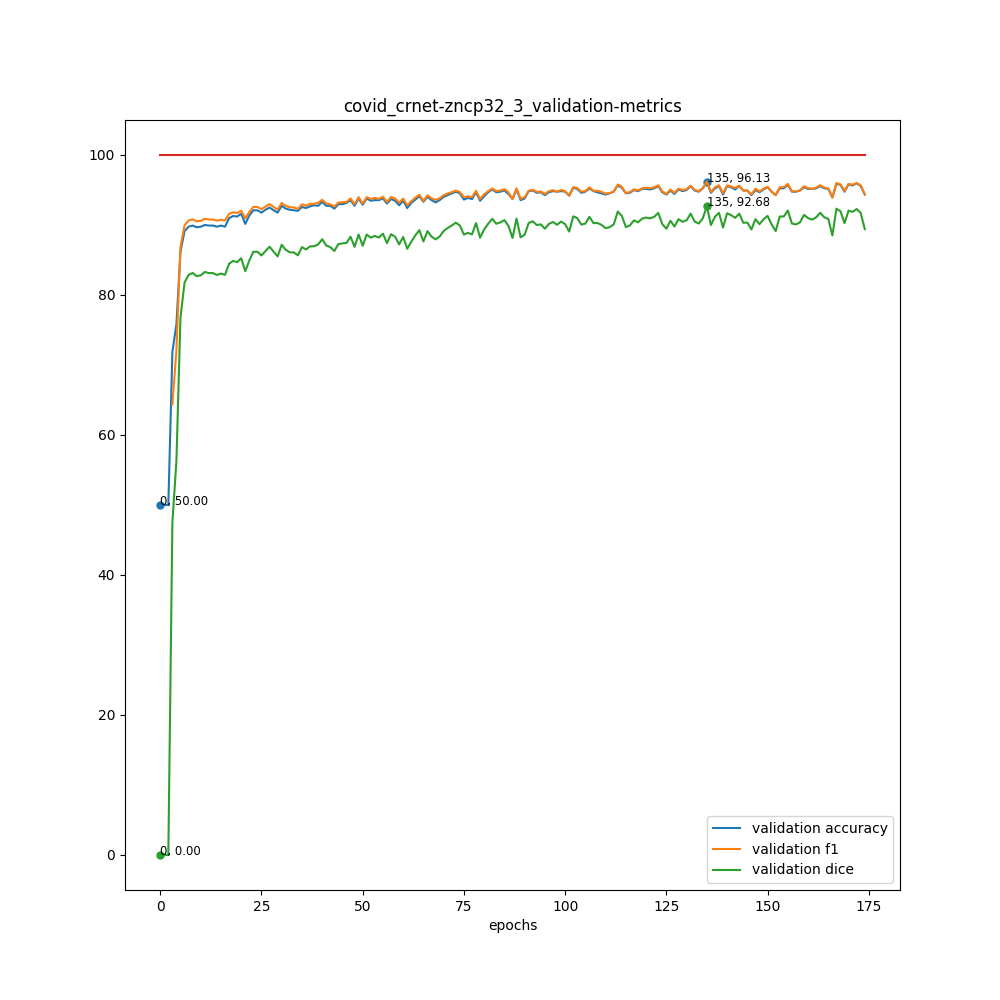 covid_crnet-zncp32_3_validation-metrics
100
80
60
40
20
0
135, 96.13
135, 92.68
0, 50.00
0, 0.00
validation accuracy
validation f1
validation dice
0 25 50 75 100 125 150 175
epochs